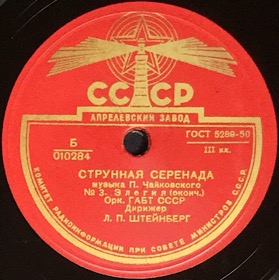 СССР
АПРЕЛЕВСКИЙ ЗАВОД
ГОСТ 5289-50
Б
010284
III кл.
СТРУННАЯ СЕРЕНАДА
музыка П. Чайковского
№ 3. Элегия (оконч.)
Орк. ГАБТ СССР
Дирижер
Л. П. ШТЕЙНБЕРГ
КОМИТЕТ РАДИОИНФОРМАЦИИ ПРИ СОВЕТЕ МИНИСТРОВ СССР